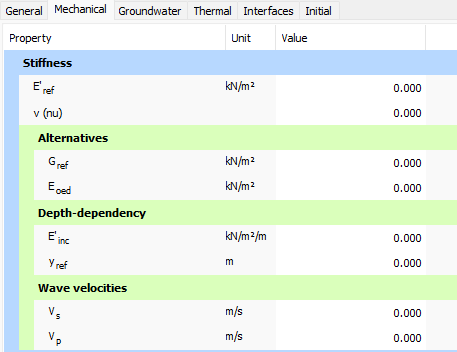 General Mechanical Groundwater Thermal Interfaces Initial
Property Unit Value
Stiffness
E'ref kN/m² 0.000
ν (nu) 0.000
Alternatives
Gref kN/m² 0.000
Eoed kN/m² 0.000
Depth-dependency
E'inc kN/m²/m 0.000
yref m 0.000
Wave velocities
Vs m/s 0.000
Vp m/s 0.000